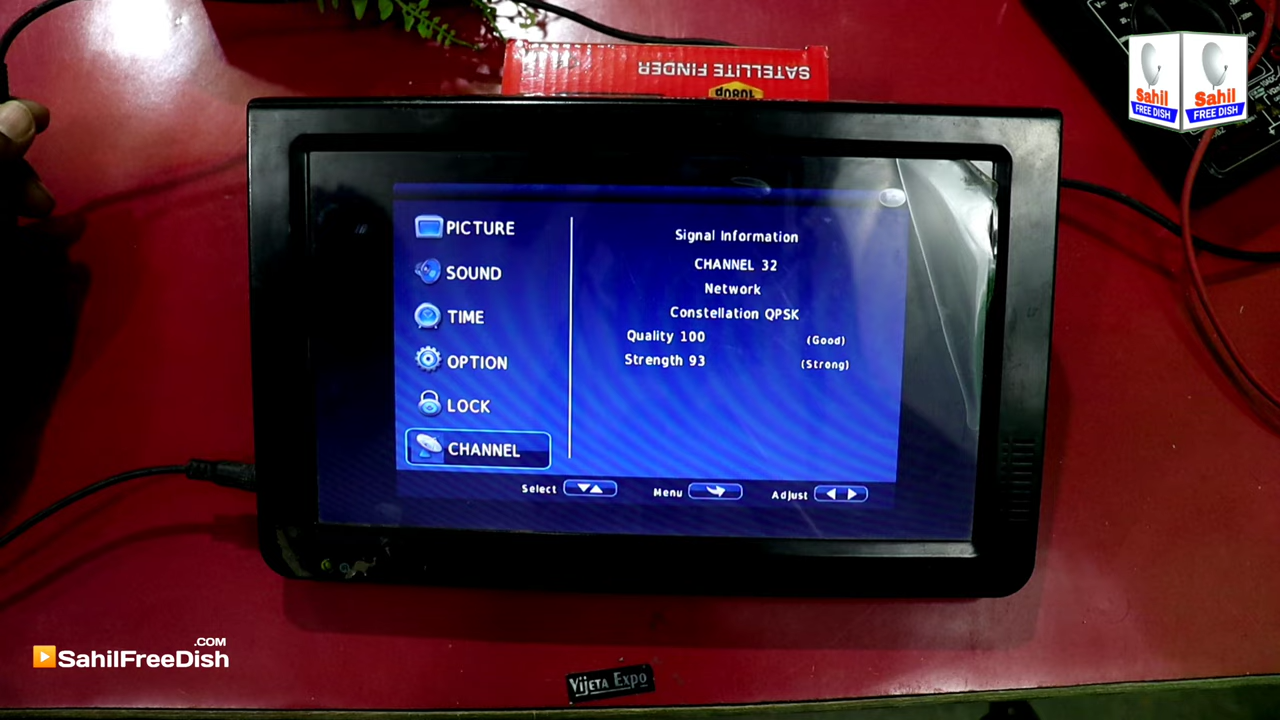 SATELLITE FINDER
1080P
Sahil
FREE DISH
Sahil
FREE DISH
PICTURE
SOUND
TIME
OPTION
LOCK
CHANNEL
Signal Information
CHANNEL 32
Network
Constellation QPSK
Quality 100 (Good)
Strength 93 (Strong)
Select
Menu
Adjust
.COM
SahilFreeDish
VIJETA EXPO